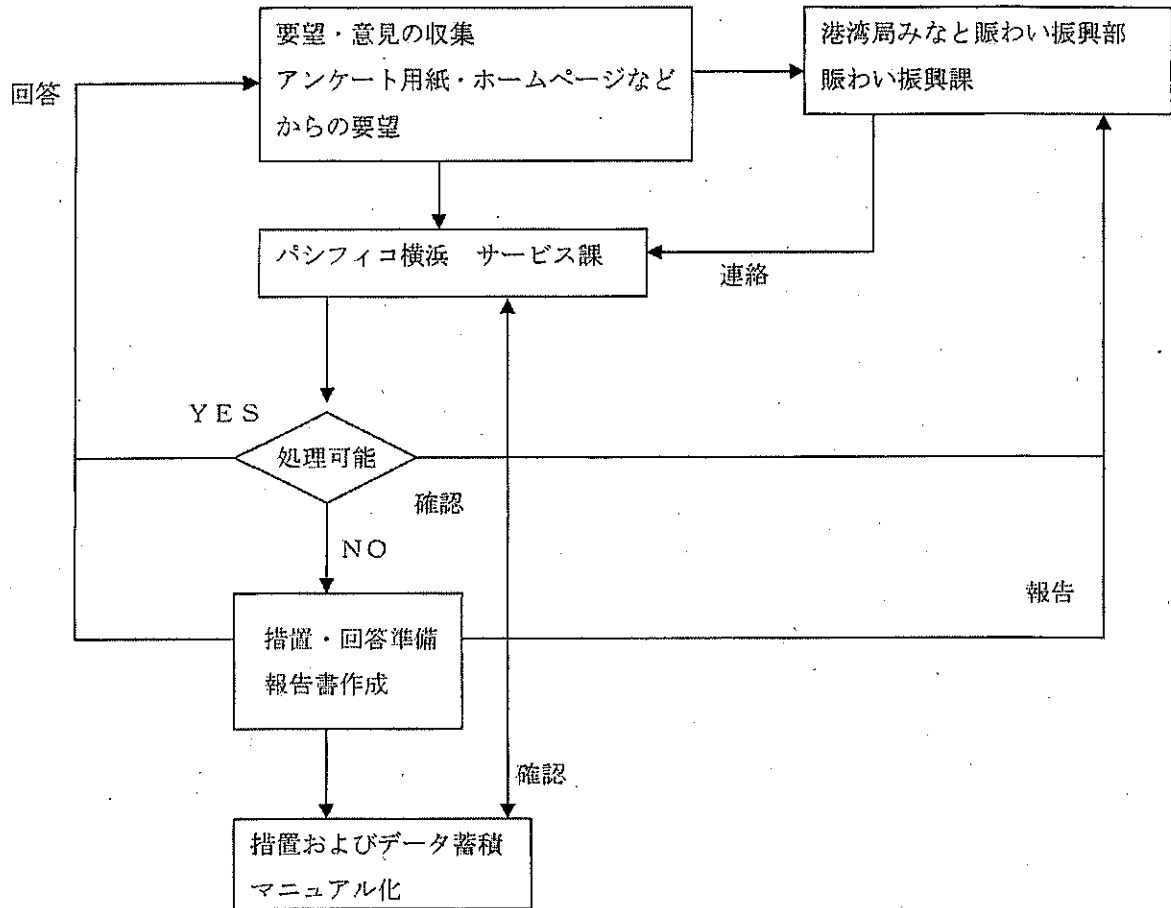 要望・意見の収集
アンケート用紙・ホームページなど
からの要望
港湾局みなと賑わい振興部
賑わい振興課
回答
パシフィコ横浜　サービス課
連絡
ＹＥＳ
処理可能
確認
ＮＯ
報告
措置・回答準備
報告書作成
確認
措置およびデータ蓄積
マニュアル化